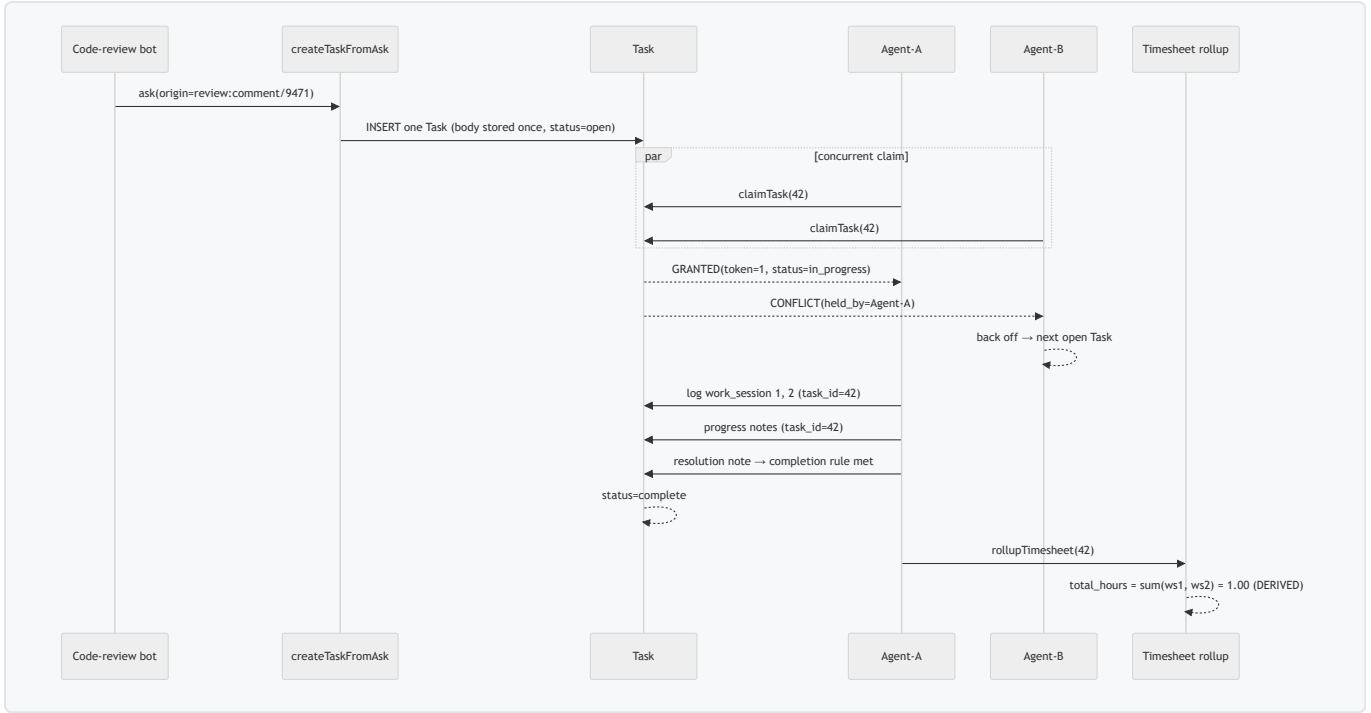 Code-review bot
createTaskFromAsk
Task
Agent-A
Agent-B
Timesheet rollup
ask(origin=review:comment/9471)
INSERT one Task (body stored once, status=open)
par
[concurrent claim]
claimTask(42)
claimTask(42)
GRANTED(token=1, status=in_progress)
CONFLICT(held_by=Agent-A)
back off → next open Task
log work_session 1, 2 (task_id=42)
progress notes (task_id=42)
resolution note → completion rule met
status=complete
rollupTimesheet(42)
total_hours = sum(ws1, ws2) = 1.00 (DERIVED)
Code-review bot
createTaskFromAsk
Task
Agent-A
Agent-B
Timesheet rollup